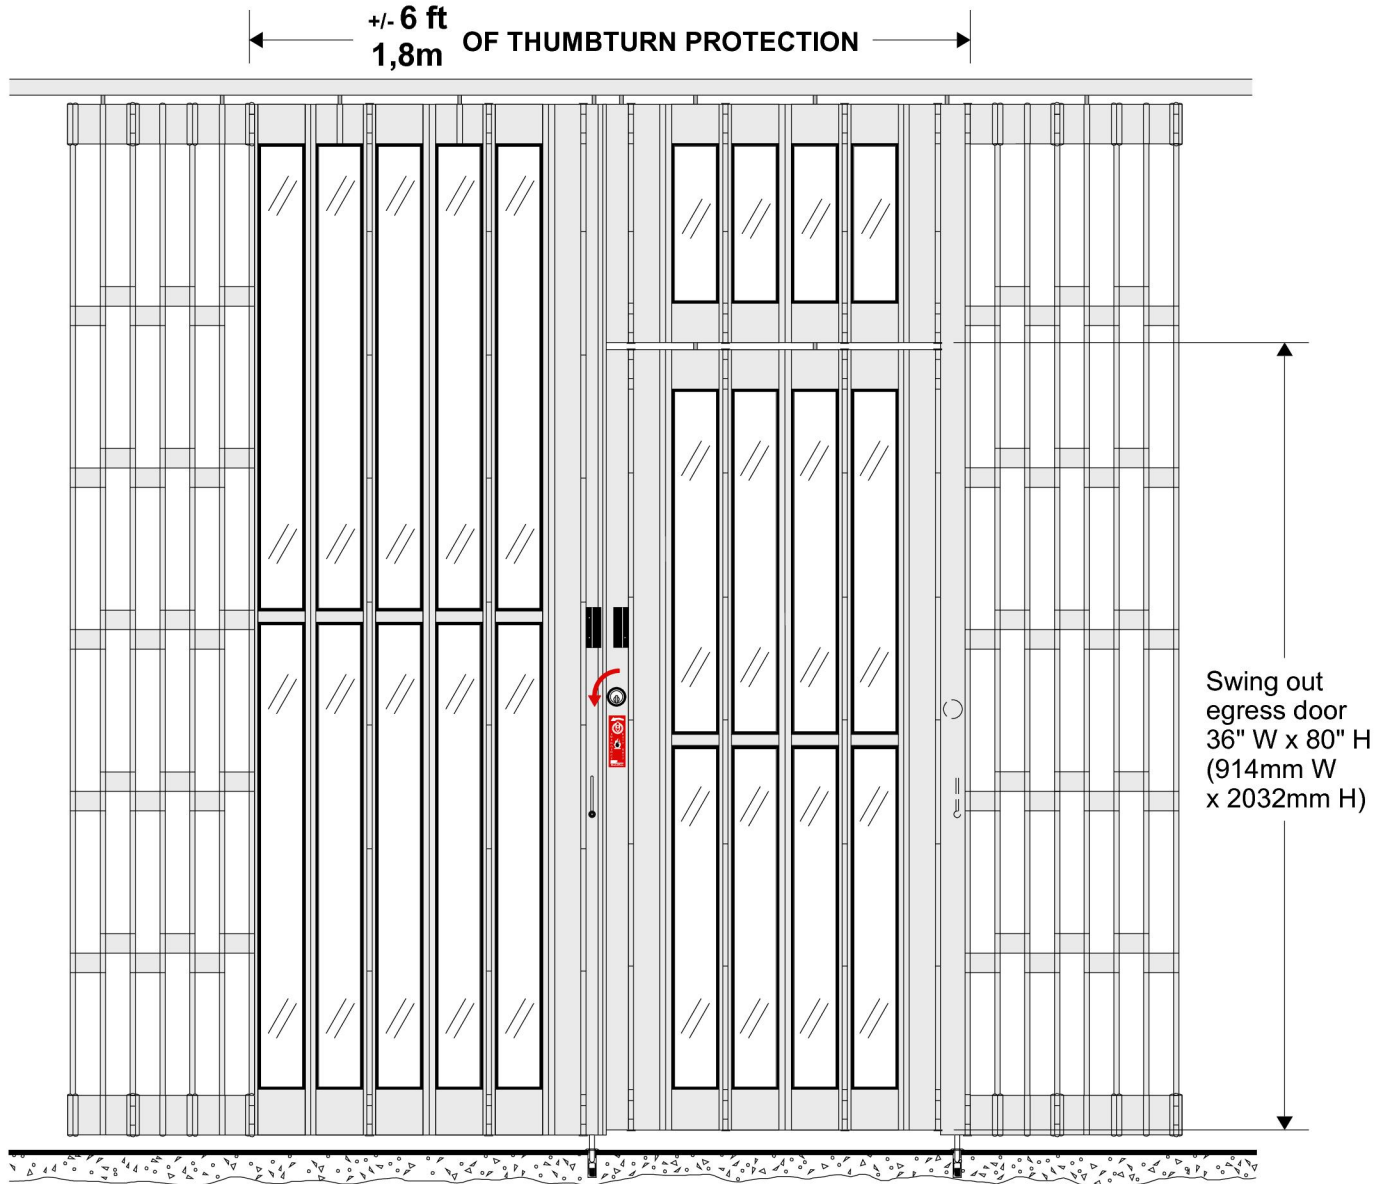 +/- 6 ft
1,8m
OF THUMBTURN PROTECTION
Swing out
egress door
36" W x 80" H
(914mm W
x 2032mm H)